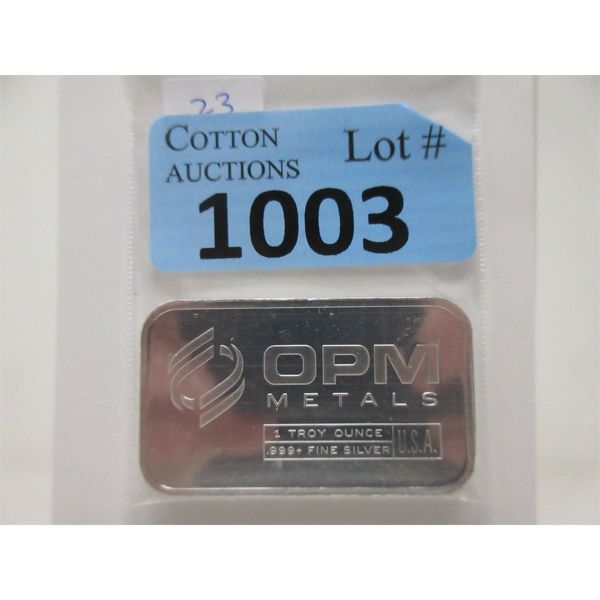 23
COTTON AUCTIONS
Lot #
1003
OPM
METALS
1 TROY OUNCE
.999+ FINE SILVER
U.S.A.